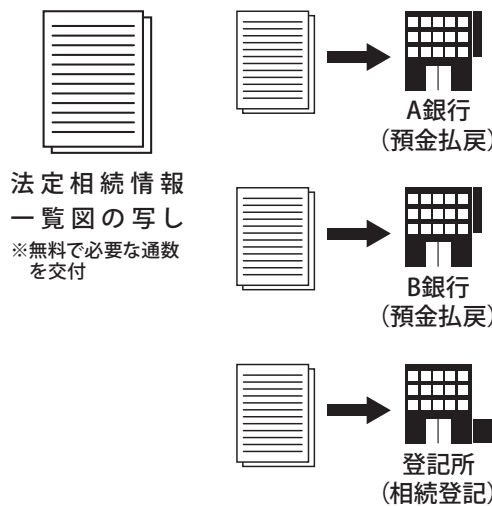 法定相続情報
一覧図の写し
※無料で必要な通数
を交付
A銀行
（預金払戻）
B銀行
（預金払戻）
登記所
（相続登記）